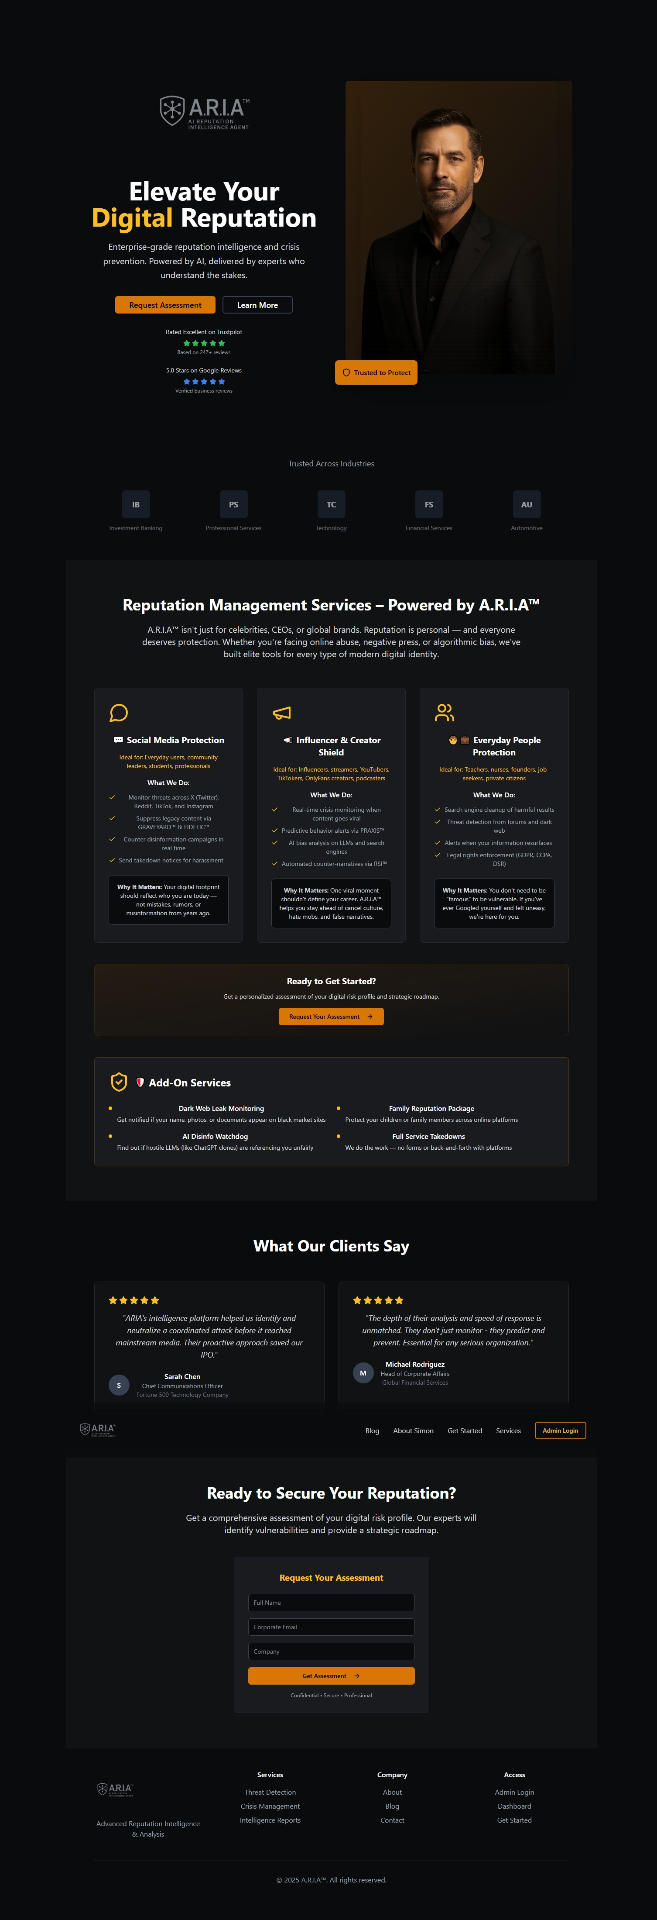 A.R.I.A™
AI REPUTATION
INTELLIGENCE AGENT
Elevate Your
Digital Reputation
Enterprise-grade reputation intelligence and crisis
prevention. Powered by AI, delivered by experts who
understand the stakes.
Request Assessment
Learn More
Rated Excellent on Trustpilot
Based on 247+ reviews
5.0 Stars on Google Reviews
Verified business reviews
Trusted to Protect
Trusted Across Industries
IB
PS
TC
FS
AU
Investment Banking
Professional Services
Technology
Financial Services
Automotive
Reputation Management Services – Powered by A.R.I.A™
A.R.I.A™ isn't just for celebrities, CEOs, or global brands. Reputation is personal — and everyone
deserves protection. Whether you're facing online abuse, negative press, or algorithmic bias, we've
built elite tools for every type of modern digital identity.
Social Media Protection
Ideal for: Everyday users, community
leaders, students, professionals
What We Do:
Monitor threats across X (Twitter),
Reddit, TikTok, and Instagram
Suppress legacy content via
GRAVEYARD™ & EIDETIC™
Counter disinformation campaigns in
real time
Send takedown notices for harassment
Why It Matters: Your digital footprint
should reflect who you are today —
not mistakes, rumors, or
misinformation from years ago.
Influencer & Creator
Shield
Ideal for: Influencers, streamers, YouTubers,
TikTokers, OnlyFans creators, podcasters
What We Do:
Real-time crisis monitoring when
content goes viral
Predictive behavior alerts via PRAXIS™
AI bias analysis on LLMs and search
engines
Automated counter-narratives via RSI™
Why It Matters: One viral moment
shouldn't define your career. A.R.I.A™
helps you stay ahead of cancel culture,
hate mobs, and false narratives.
Everyday People
Protection
Ideal for: Teachers, nurses, founders, job
seekers, private citizens
What We Do:
Search engine cleanup of harmful results
Threat detection from forums and dark
web
Alerts when your information resurfaces
Legal rights enforcement (GDPR, CCPA,
DSR)
Why It Matters: You don't need to be
"famous" to be vulnerable. If you've
ever Googled yourself and felt uneasy,
we're here for you.
Ready to Get Started?
Get a personalized assessment of your digital risk profile and strategic roadmap.
Request Your Assessment
Add-On Services
Dark Web Leak Monitoring
Get notified if your name, photos, or documents appear on black market sites
Family Reputation Package
Protect your children or family members across online platforms
AI Disinfo Watchdog
Find out if hostile LLMs (like ChatGPT clones) are referencing you unfairly
Full Service Takedowns
We do the work — no forms or back-and-forth with platforms
What Our Clients Say
"ARIA's intelligence platform helped us identify and
neutralize a coordinated attack before it reached
mainstream media. Their proactive approach saved our
IPO."
S
Sarah Chen
Chief Communications Officer
Fortune 500 Technology Company
"The depth of their analysis and speed of response is
unmatched. They don't just monitor - they predict and
prevent. Essential for any serious organization."
M
Michael Rodriguez
Head of Corporate Affairs
Global Financial Services
A.R.I.A
Blog
About Simon
Get Started
Services
Admin Login
Ready to Secure Your Reputation?
Get a comprehensive assessment of your digital risk profile. Our experts will
identify vulnerabilities and provide a strategic roadmap.
Request Your Assessment
Full Name
Corporate Email
Company
Get Assessment
Confidential • Secure • Professional
A.R.I.A
Advanced Reputation Intelligence
& Analysis
Services
Threat Detection
Crisis Management
Intelligence Reports
Company
About
Blog
Contact
Access
Admin Login
Dashboard
Get Started
© 2025 A.R.I.A™. All rights reserved.